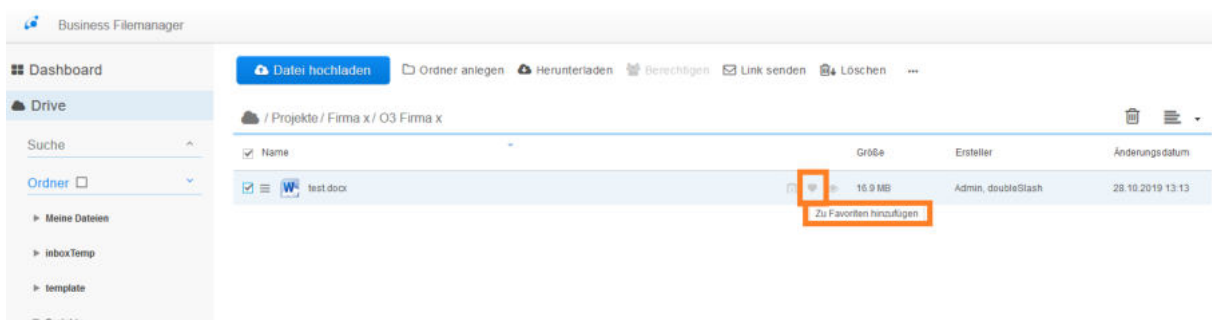 Business Filemanager
Dashboard
Datei hochladen Ordner anlegen Herunterladen Berechtigen Link senden Löschen ...
Drive
/ Projekte / Firma x / O3 Firma x
Suche
Name Größe Ersteller Änderungsdatum
Ordner
test.docx 16.9 MB Admin, doubleSlash 28.10.2019 13:13
Zu Favoriten hinzufügen
Meine Dateien
inboxTemp
template